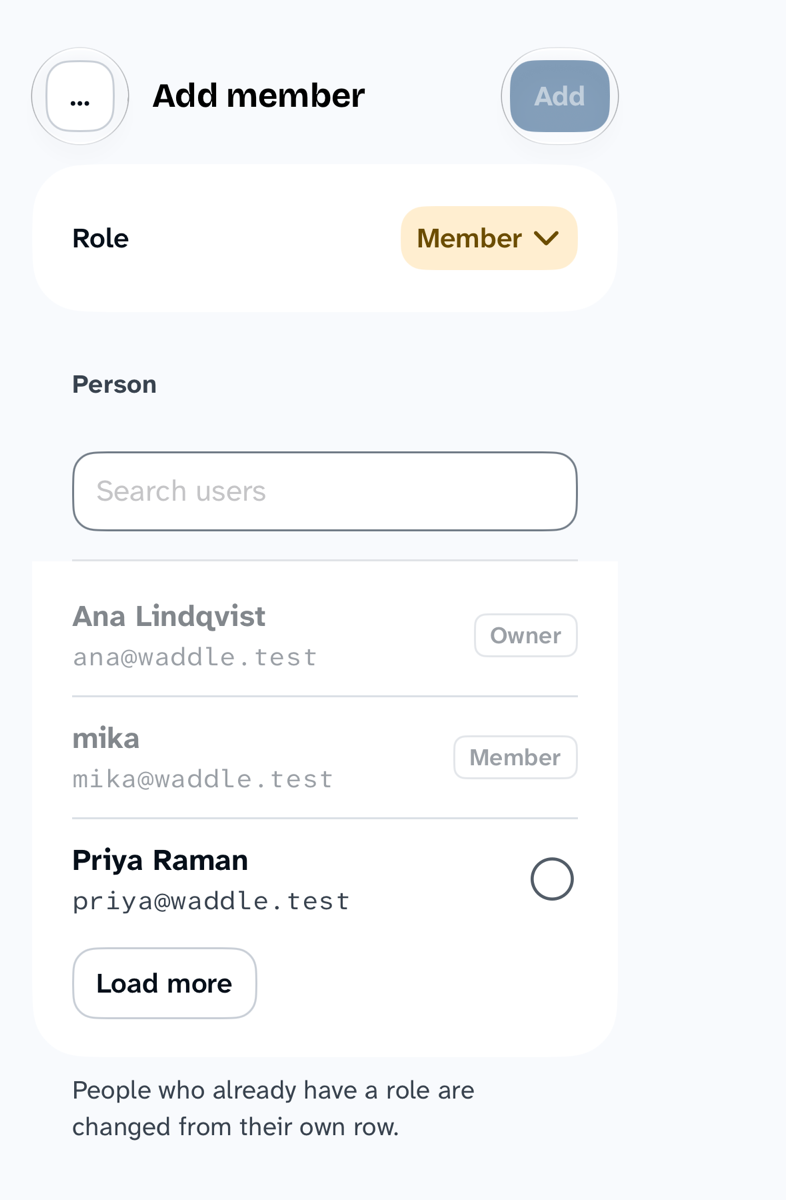 ...
Add member
Add
Role
Member
Person
Search users
Ana Lindqvist
ana@waddle.test
Owner
mika
mika@waddle.test
Member
Priya Raman
priya@waddle.test
Load more
People who already have a role are
changed from their own row.